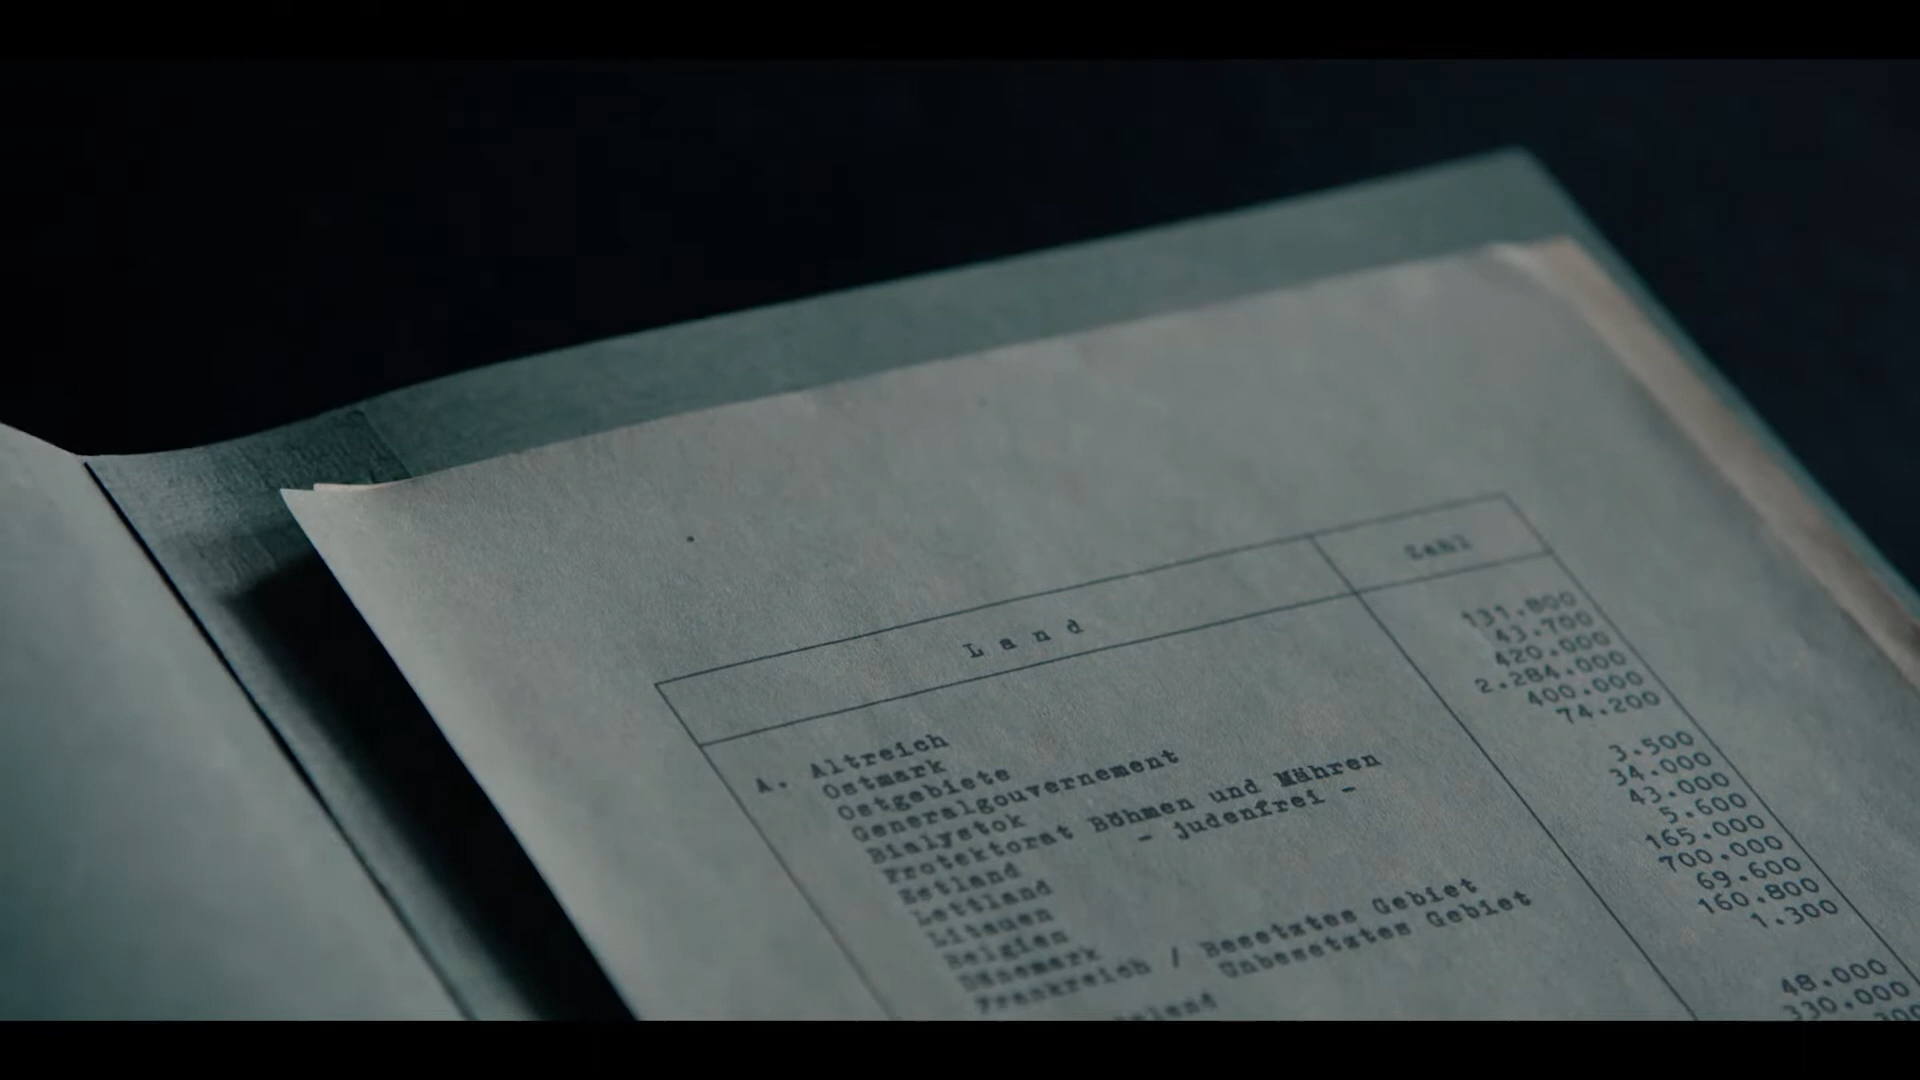 Land Zahl
A. Altreich 131.800
Ostmark 43.700
Ostgebiete 420.000
Generalgouvernement 2.284.000
Bialystok 400.000
Protektorat Böhmen und Mähren 74.200
Estland - judenfrei -
Lettland 3.500
Litauen 34.000
Belgien 43.000
Dänemark 5.600
Frankreich / Besetztes Gebiet 165.000
Unbesetztes Gebiet 700.000
69.600
160.800
1.300
48.000
330.000